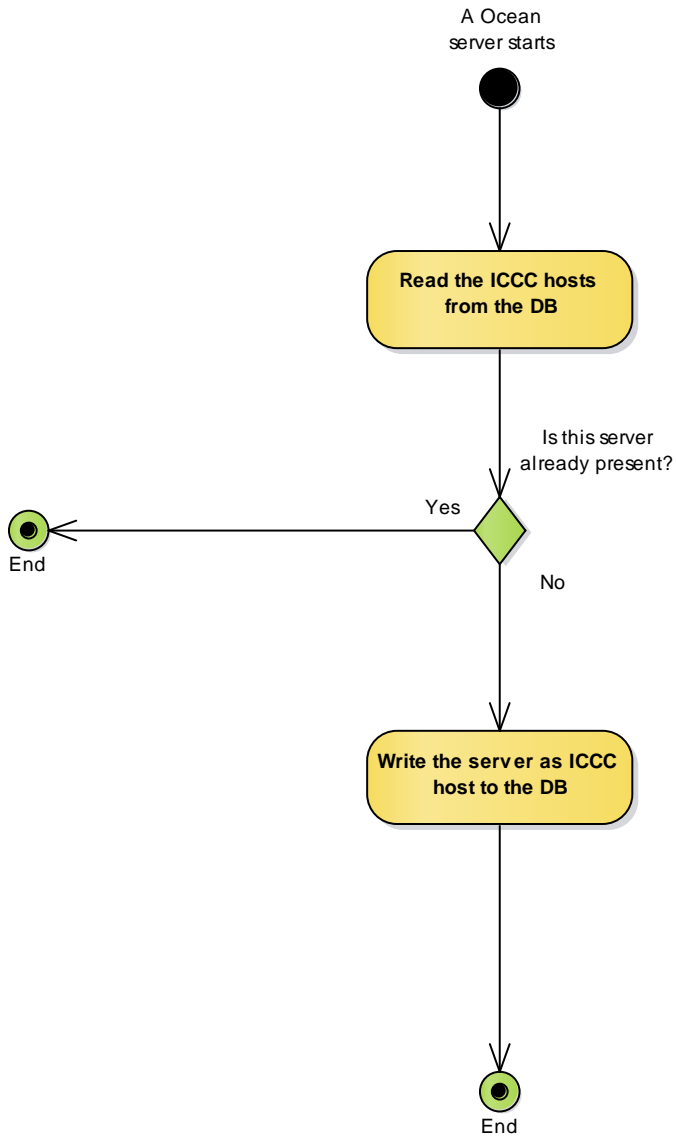 A Ocean
server starts
Read the ICCC hosts
from the DB
Is this server
already present?
Yes
End
No
Write the server as ICCC
host to the DB
End